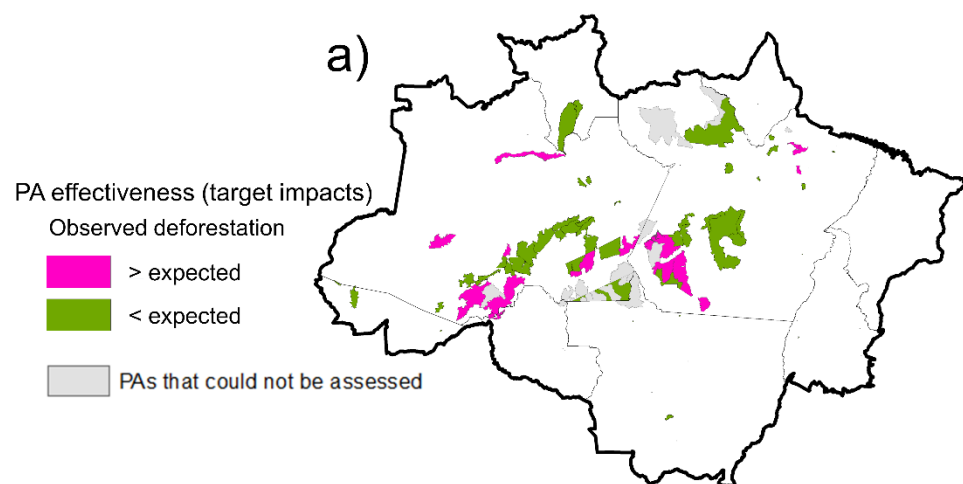 a)
PA effectiveness (target impacts)
Observed deforestation
> expected
< expected
PAs that could not be assessed